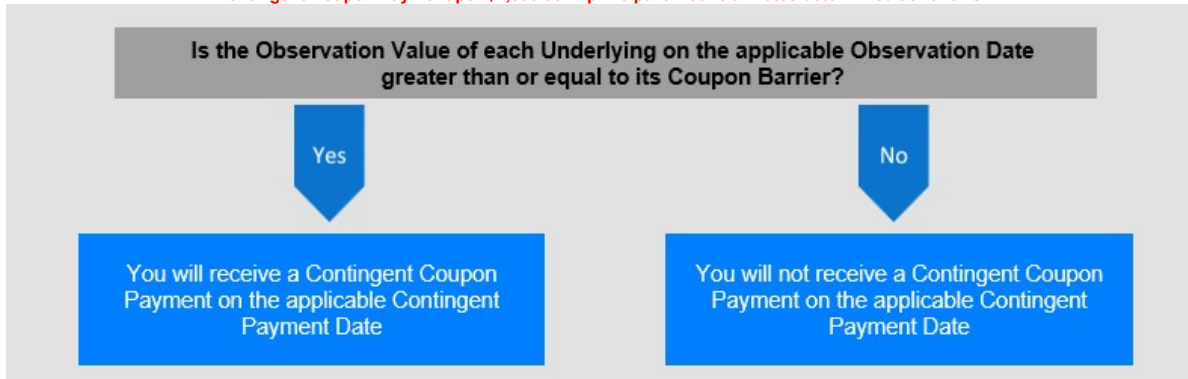 Is the Observation Value of each Underlying on the applicable Observation Date
greater than or equal to its Coupon Barrier?
Yes
No
You will receive a Contingent Coupon
Payment on the applicable Contingent
Payment Date
You will not receive a Contingent Coupon
Payment on the applicable Contingent
Payment Date